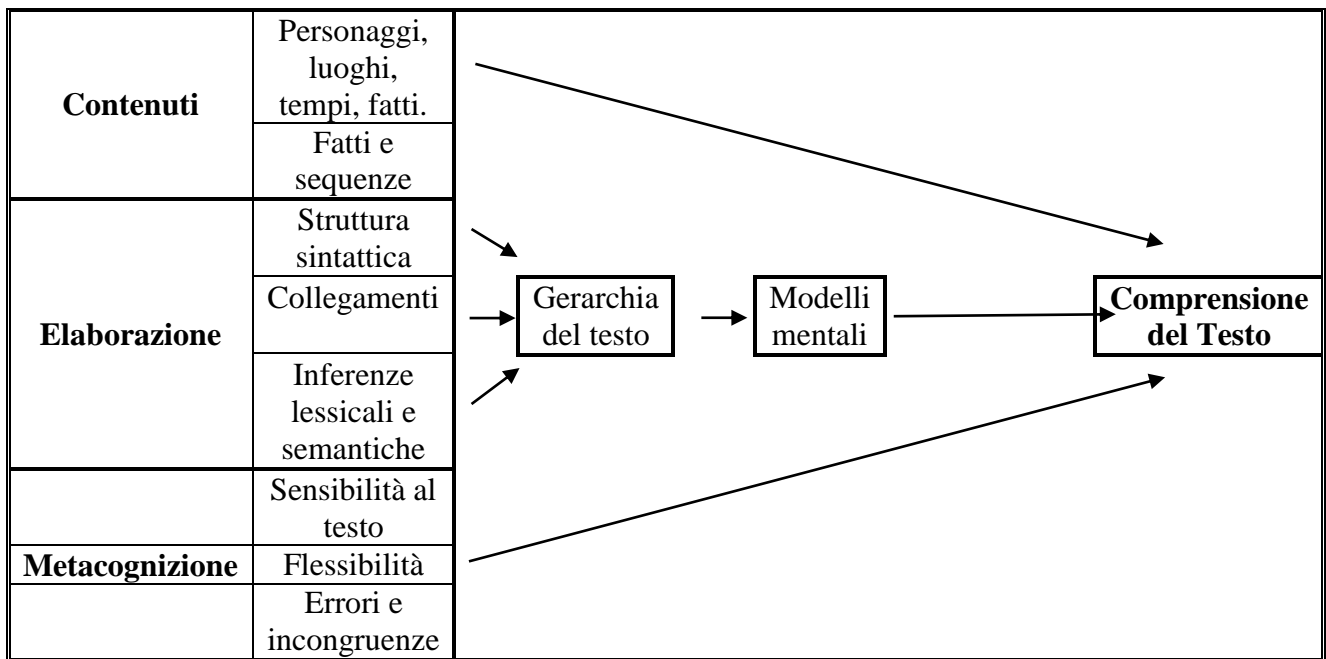 Contenuti
Personaggi,
luoghi,
tempi, fatti.
Fatti e
sequenze
Elaborazione
Struttura
sintattica
Collegamenti
Inferenze
lessicali e
semantiche
Gerarchia
del testo
Modelli
mentali
Comprensione
del Testo
Metacognizione
Sensibilità al
testo
Flessibilità
Errori e
incongruenze